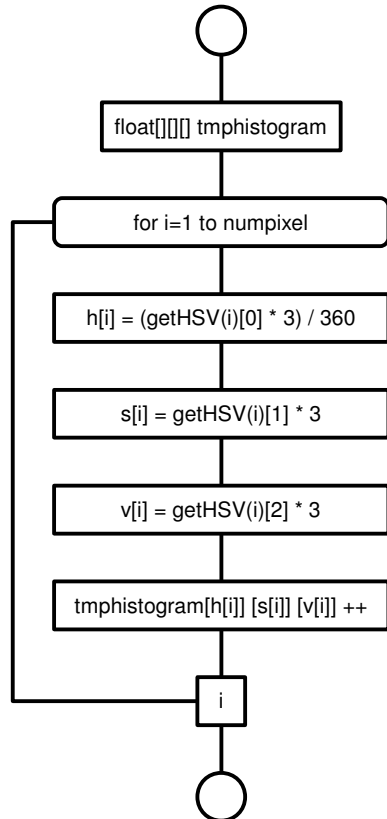 float[][][] tmphistogram
for i=1 to numpixel
h[i] = (getHSV(i)[0] * 3) / 360
s[i] = getHSV(i)[1] * 3
v[i] = getHSV(i)[2] * 3
tmphistogram[h[i]] [s[i]] [v[i]] ++
i